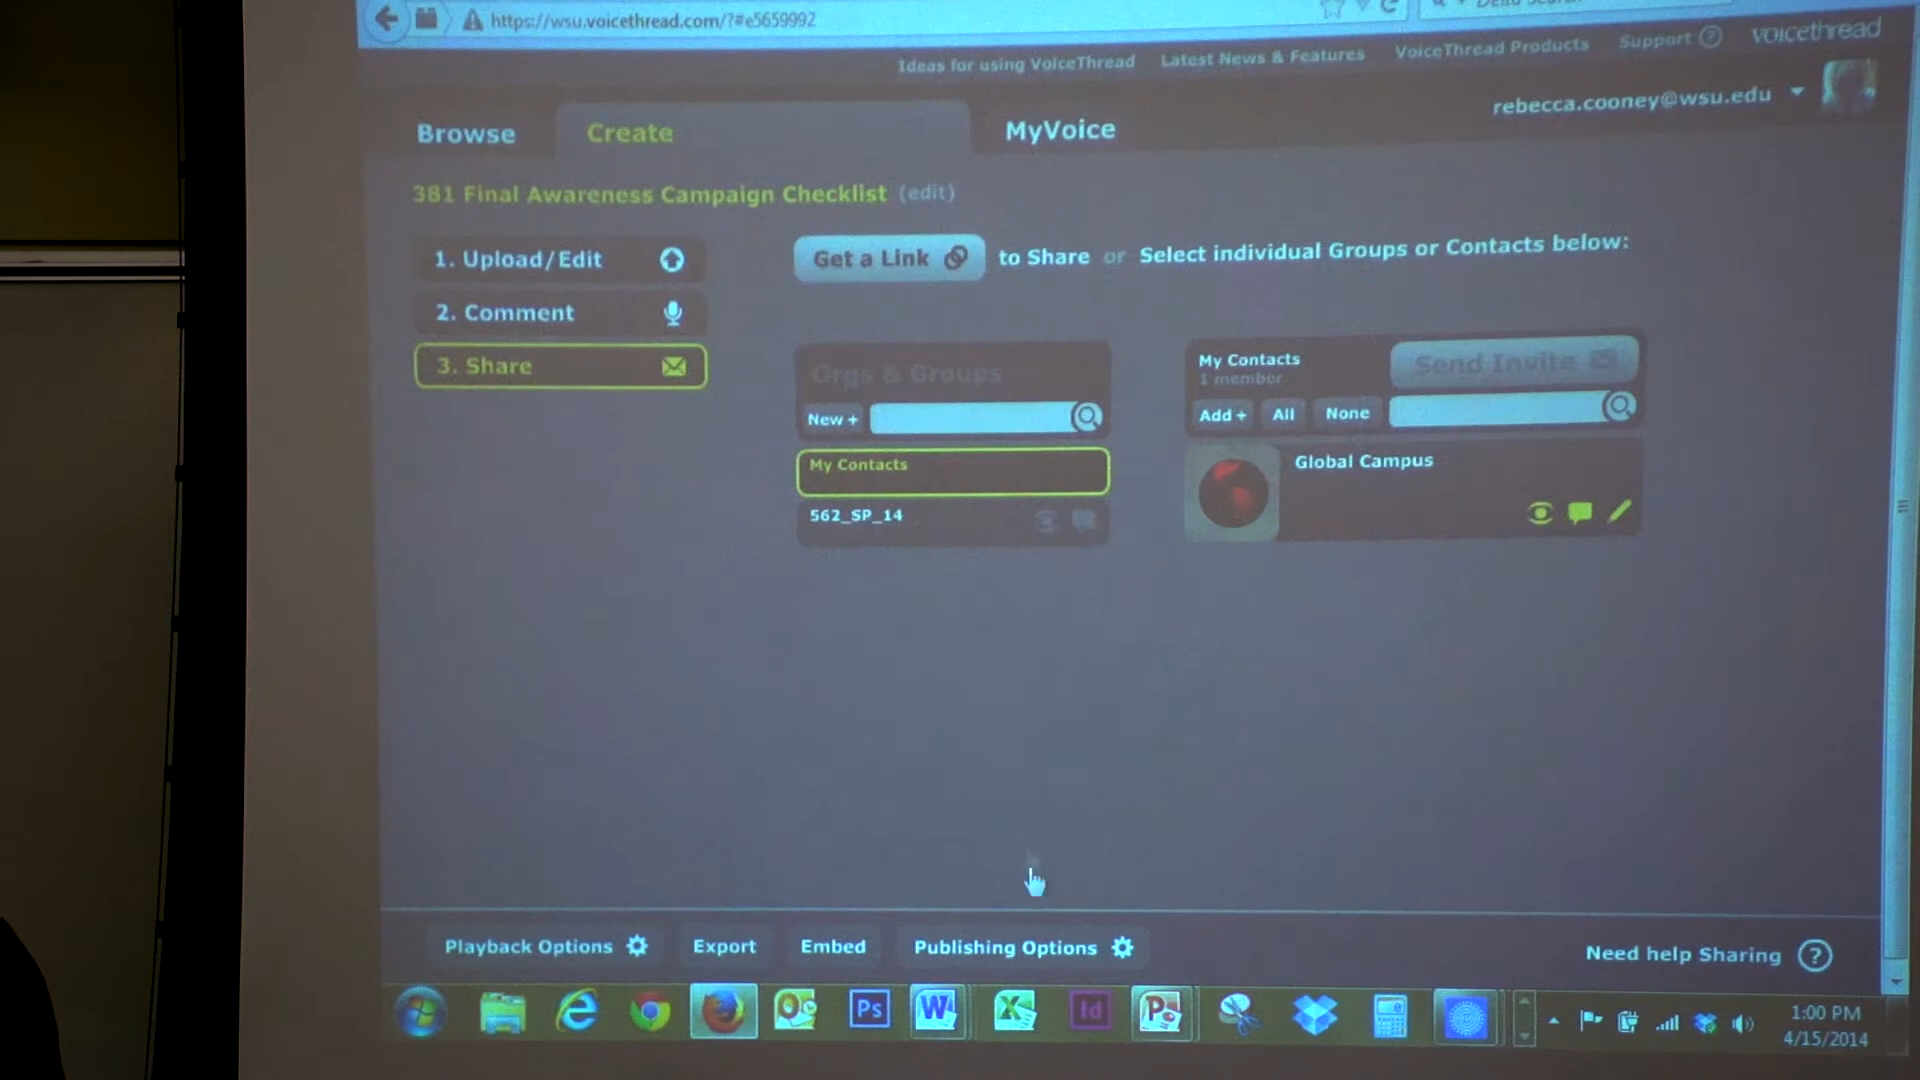 https://wsu.voicethread.com/?#e5659992
Ideas for using VoiceThread Latest News & Features VoiceThread Products Support ? voicethread
rebecca.cooney@wsu.edu
Browse Create MyVoice
381 Final Awareness Campaign Checklist (edit)
1. Upload/Edit
2. Comment
3. Share
Get a Link to Share or Select individual Groups or Contacts below:
Orgs & Groups
New +
My Contacts
562_SP_14
My Contacts
1 member
Send Invite
Add + All None
Global Campus
Playback Options Export Embed Publishing Options
Need help Sharing ?
Ps
Id
1:00 PM
4/15/2014